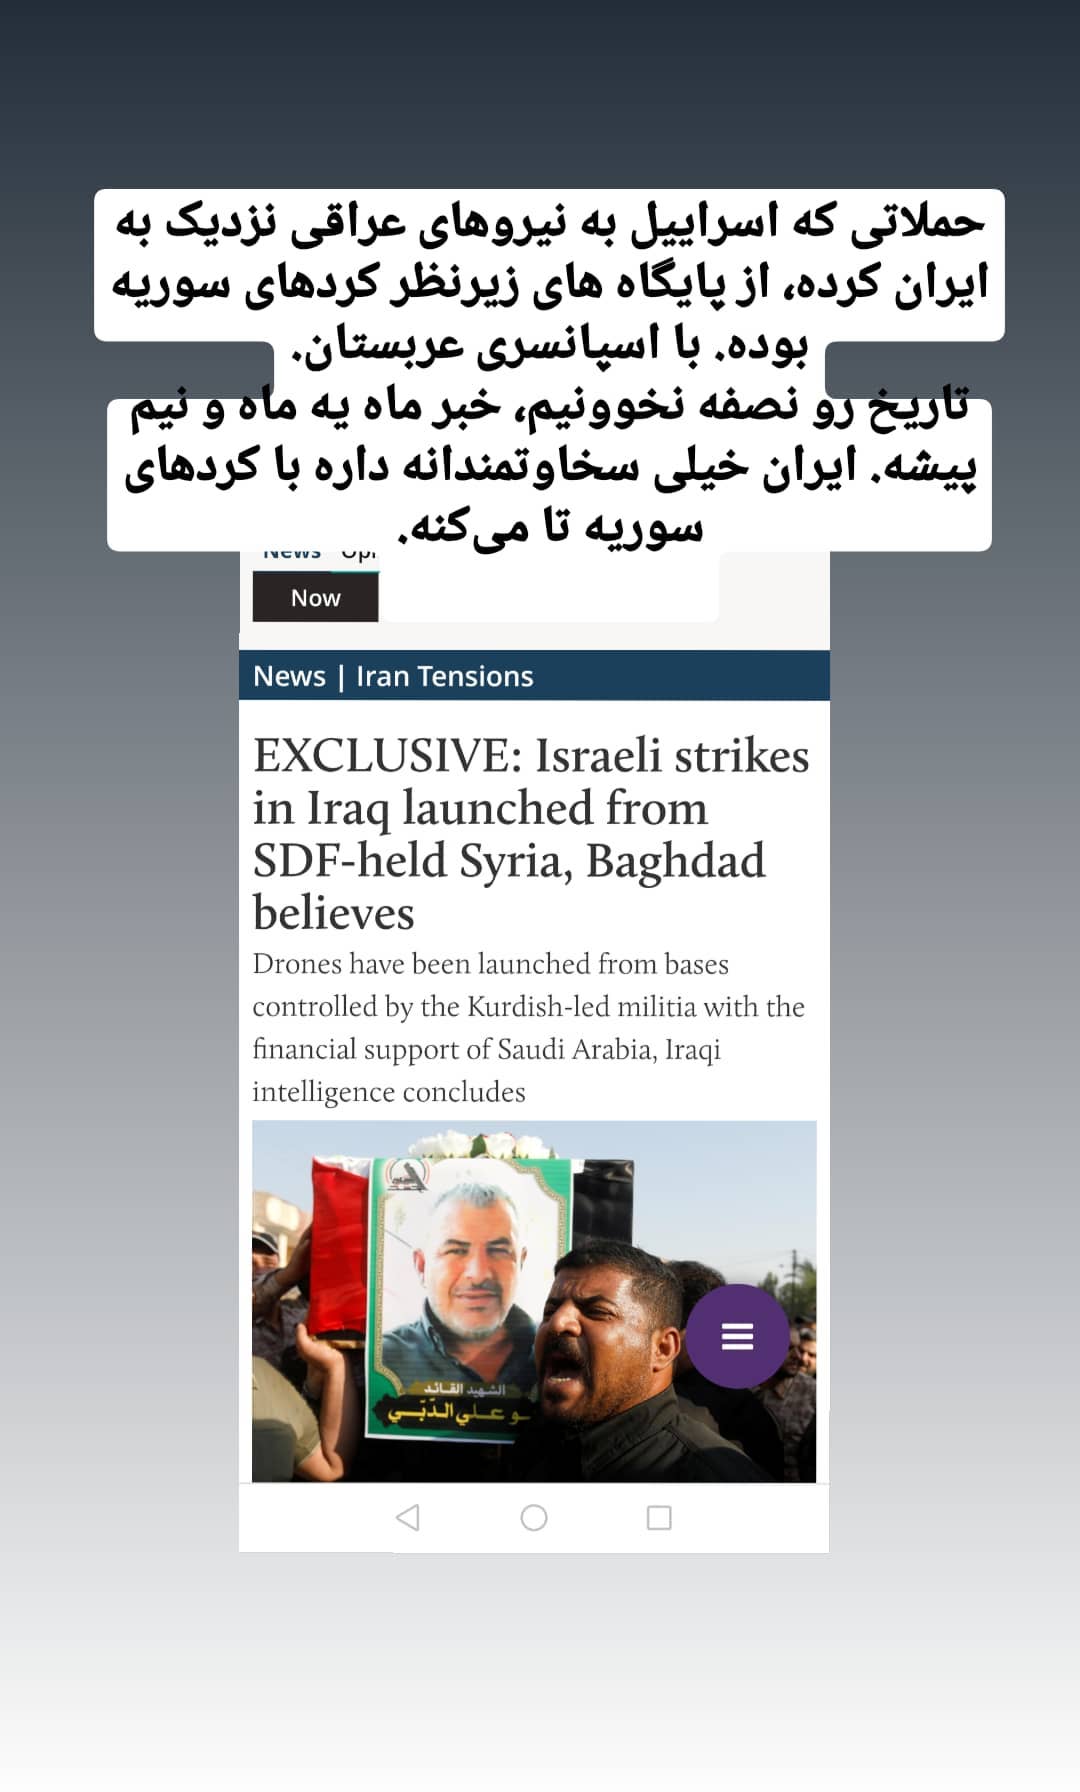 حملاتی که اسراییل به نیروهای عراقی نزدیک به
ایران کرده، از پایگاه های زیرنظر کردهای سوریه
بوده. با اسپانسری عربستان.
تاریخ رو نصفه نخوونیم، خبر ماه یه ماه و نیم
پیشه. ایران خیلی سخاوتمندانه داره با کردهای
سوریه تا می‌کنه.
News
Now
News | Iran Tensions
EXCLUSIVE: Israeli strikes
in Iraq launched from
SDF-held Syria, Baghdad
believes
Drones have been launched from bases
controlled by the Kurdish-led militia with the
financial support of Saudi Arabia, Iraqi
intelligence concludes
الشهيد القائد
علي الدبي